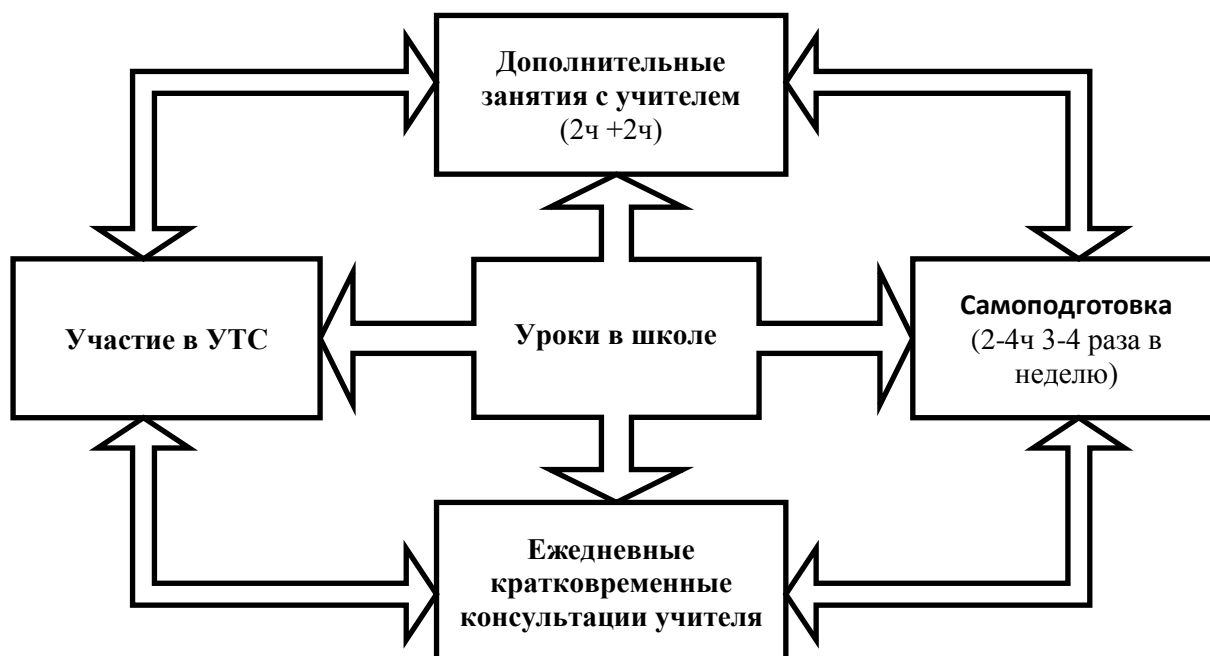 Дополнительные
занятия с учителем
(2ч +2ч)
Участие в УТС
Уроки в школе
Самоподготовка
(2-4ч 3-4 раза в
неделю)
Ежедневные
кратковременные
консультации учителя